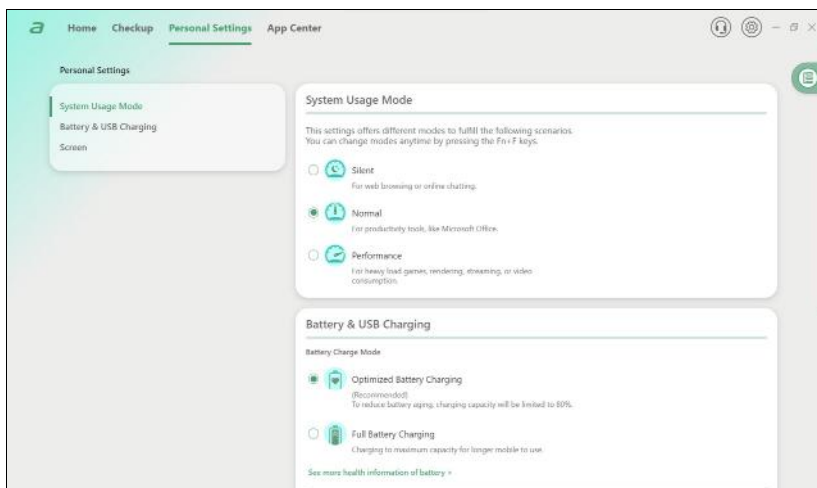 a Home Checkup Personal Settings App Center
Personal Settings
System Usage Mode
Battery & USB Charging
Screen
System Usage Mode
This settings offers different modes to fulfill the following scenarios.
You can change modes anytime by pressing the Fn+F keys.
Silent
For web browsing or online chatting.
Normal
For productivity tools, like Microsoft Office.
Performance
For heavy load games, rendering, streaming, or video
consumption.
Battery & USB Charging
Battery Charge Mode
Optimized Battery Charging
(Recommended)
To reduce battery aging, charging capacity will be limited to 80%.
Full Battery Charging
Charging to maximum capacity for longer mobile to use.
See more health information of battery »